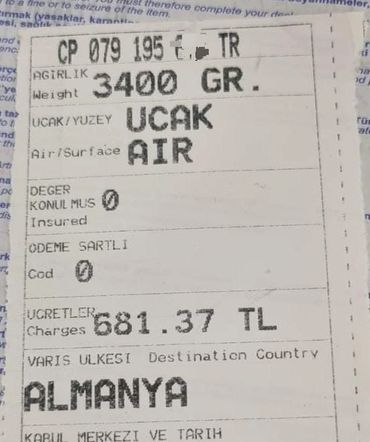 CP 079 195 TR
AGIRLIK
Weight 3400 GR.
UCAK/YUZEY UCAK
Air/Surface AIR
DEGER
KONULMUS 0
Insured
ODEME SARTLI
Cod 0
UCRETLER
Charges 681.37 TL
VARIS ULKESI Destination Country
ALMANYA
KABUL MERKEZI VE TARIH